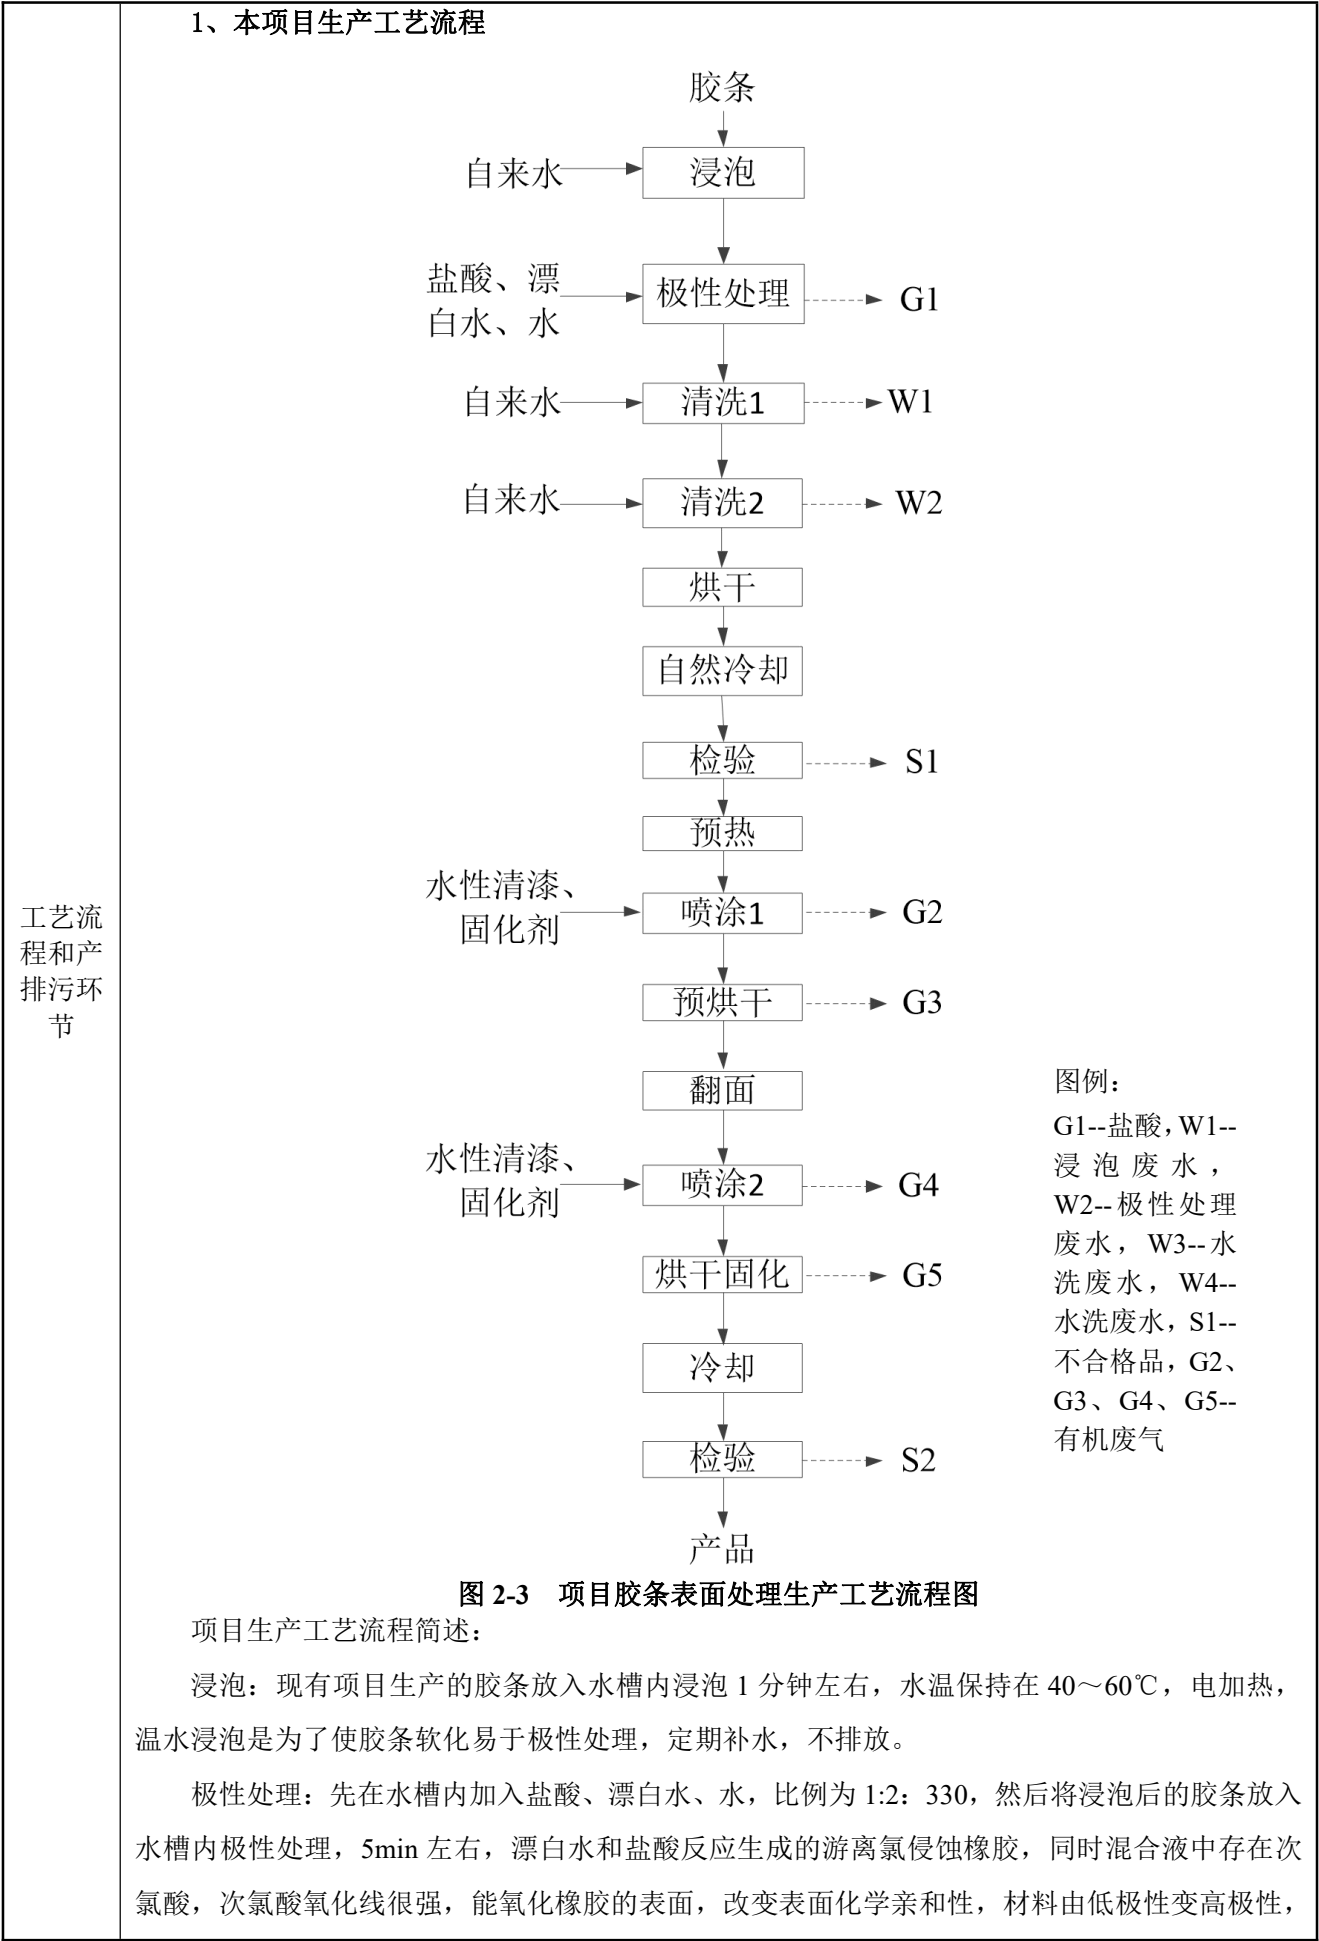 1、本项目生产工艺流程
胶条
自来水
浸泡
盐酸、漂
白水、水
极性处理
G1
自来水
清洗1
W1
自来水
清洗2
W2
烘干
自然冷却
检验
S1
预热
水性清漆、
固化剂
喷涂1
G2
预烘干
G3
翻面
水性清漆、
固化剂
喷涂2
G4
烘干固化
G5
冷却
检验
S2
产品
图例：
G1--盐酸，W1--
浸泡废水，
W2--极性处理
废水，W3--水
洗废水，W4--
水洗废水，S1--
不合格品，G2、
G3、G4、G5--
有机废气
工艺流
程和产
排污环
节
图 2-3 项目胶条表面处理生产工艺流程图
项目生产工艺流程简述：
浸泡：现有项目生产的胶条放入水槽内浸泡 1 分钟左右，水温保持在 40～60℃，电加热，
温水浸泡是为了使胶条软化易于极性处理，定期补水，不排放。
极性处理：先在水槽内加入盐酸、漂白水、水，比例为 1:2：330，然后将浸泡后的胶条放入
水槽内极性处理，5min 左右，漂白水和盐酸反应生成的游离氯侵蚀橡胶，同时混合液中存在次
氯酸，次氯酸氧化线很强，能氧化橡胶的表面，改变表面化学亲和性，材料由低极性变高极性，